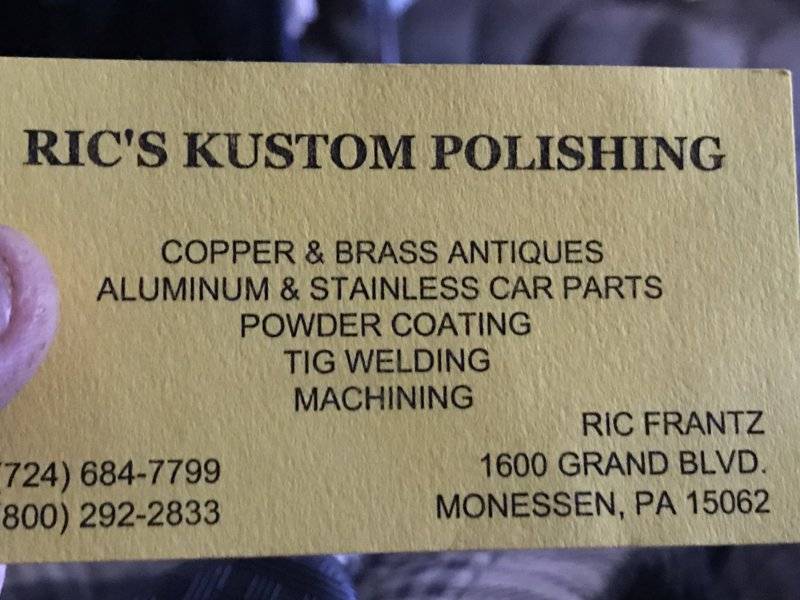 RIC'S KUSTOM POLISHING
COPPER & BRASS ANTIQUES
ALUMINUM & STAINLESS CAR PARTS
POWDER COATING
TIG WELDING
MACHINING
RIC FRANTZ
(724) 684-7799
1600 GRAND BLVD.
(800) 292-2833
MONESSEN, PA 15062